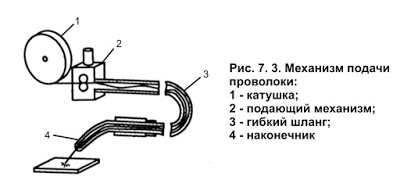 1
2
3
4
Рис. 7. 3. Механизм подачи
проволоки:
1 - катушка;
2 - подающий механизм;
3 - гибкий шланг;
4 - наконечник